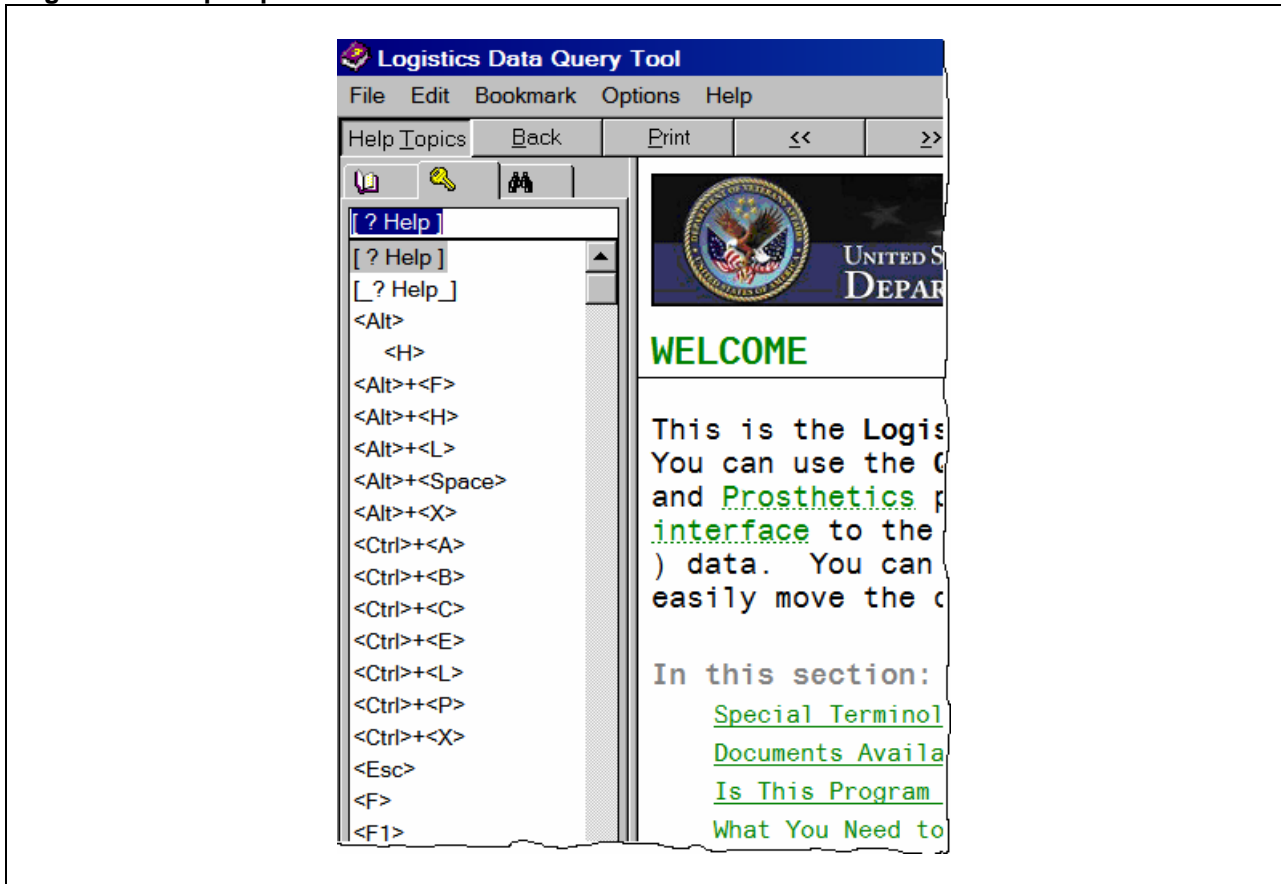 Logistics Data Query Tool
File Edit Bookmark Options Help
Help Topics Back Print << >>
[ ? Help ]
[ ? Help ]
[_? Help_]
<Alt>
<H>
<Alt>+<F>
<Alt>+<H>
<Alt>+<L>
<Alt>+<Space>
<Alt>+<X>
<Ctrl>+<A>
<Ctrl>+<B>
<Ctrl>+<C>
<Ctrl>+<E>
<Ctrl>+<L>
<Ctrl>+<P>
<Ctrl>+<X>
<Esc>
<F>
<F1>
UNITED S
DEPAR
WELCOME
This is the Logis
You can use the
and Prosthetics
interface to the
) data. You can
easily move the
In this section:
Special Terminol
Documents Availa
Is This Program
What You Need to